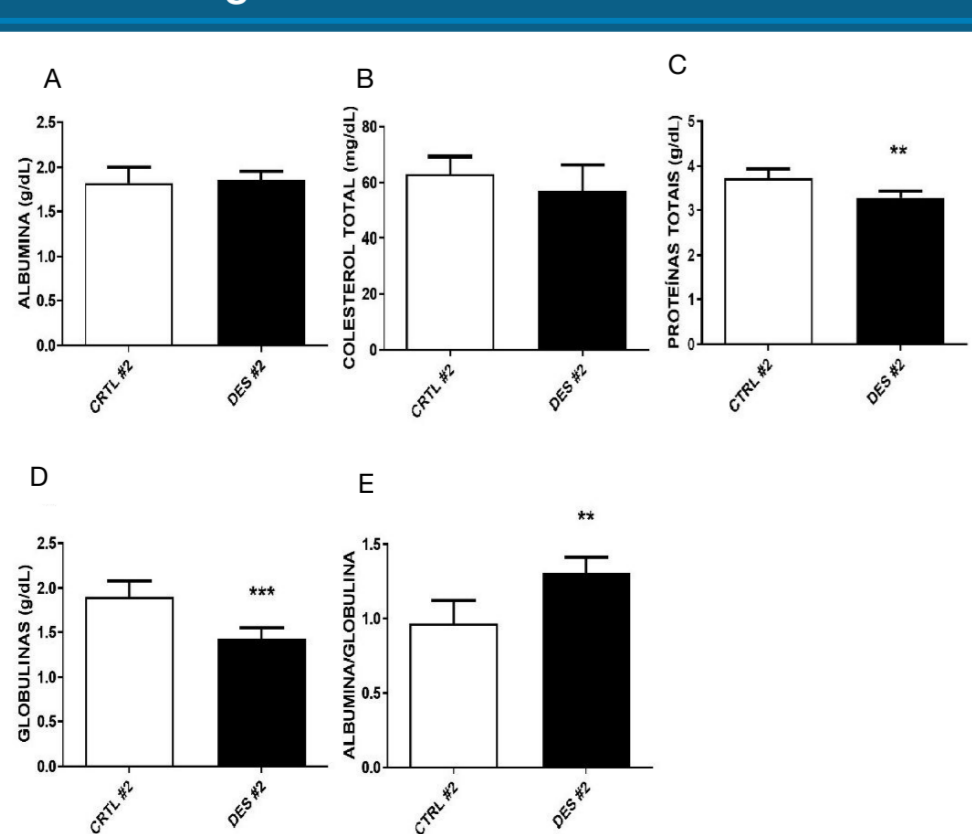 A
ALBUMINA (g/dL)
2.5
2.0
1.5
1.0
0.5
0.0
CRTL #2
DES #2
B
COLESTEROL TOTAL (mg/dL)
80
60
40
20
0
CRTL #2
DES #2
C
PROTEÍNAS TOTAIS (g/dL)
5
4
3
2
1
0
**
CTRL #2
DES #2
D
GLOBULINAS (g/dL)
2.5
2.0
1.5
1.0
0.5
0.0
***
CRTL #2
DES #2
E
ALBUMINA/GLOBULINA
1.5
1.0
0.5
0.0
**
CTRL #2
DES #2